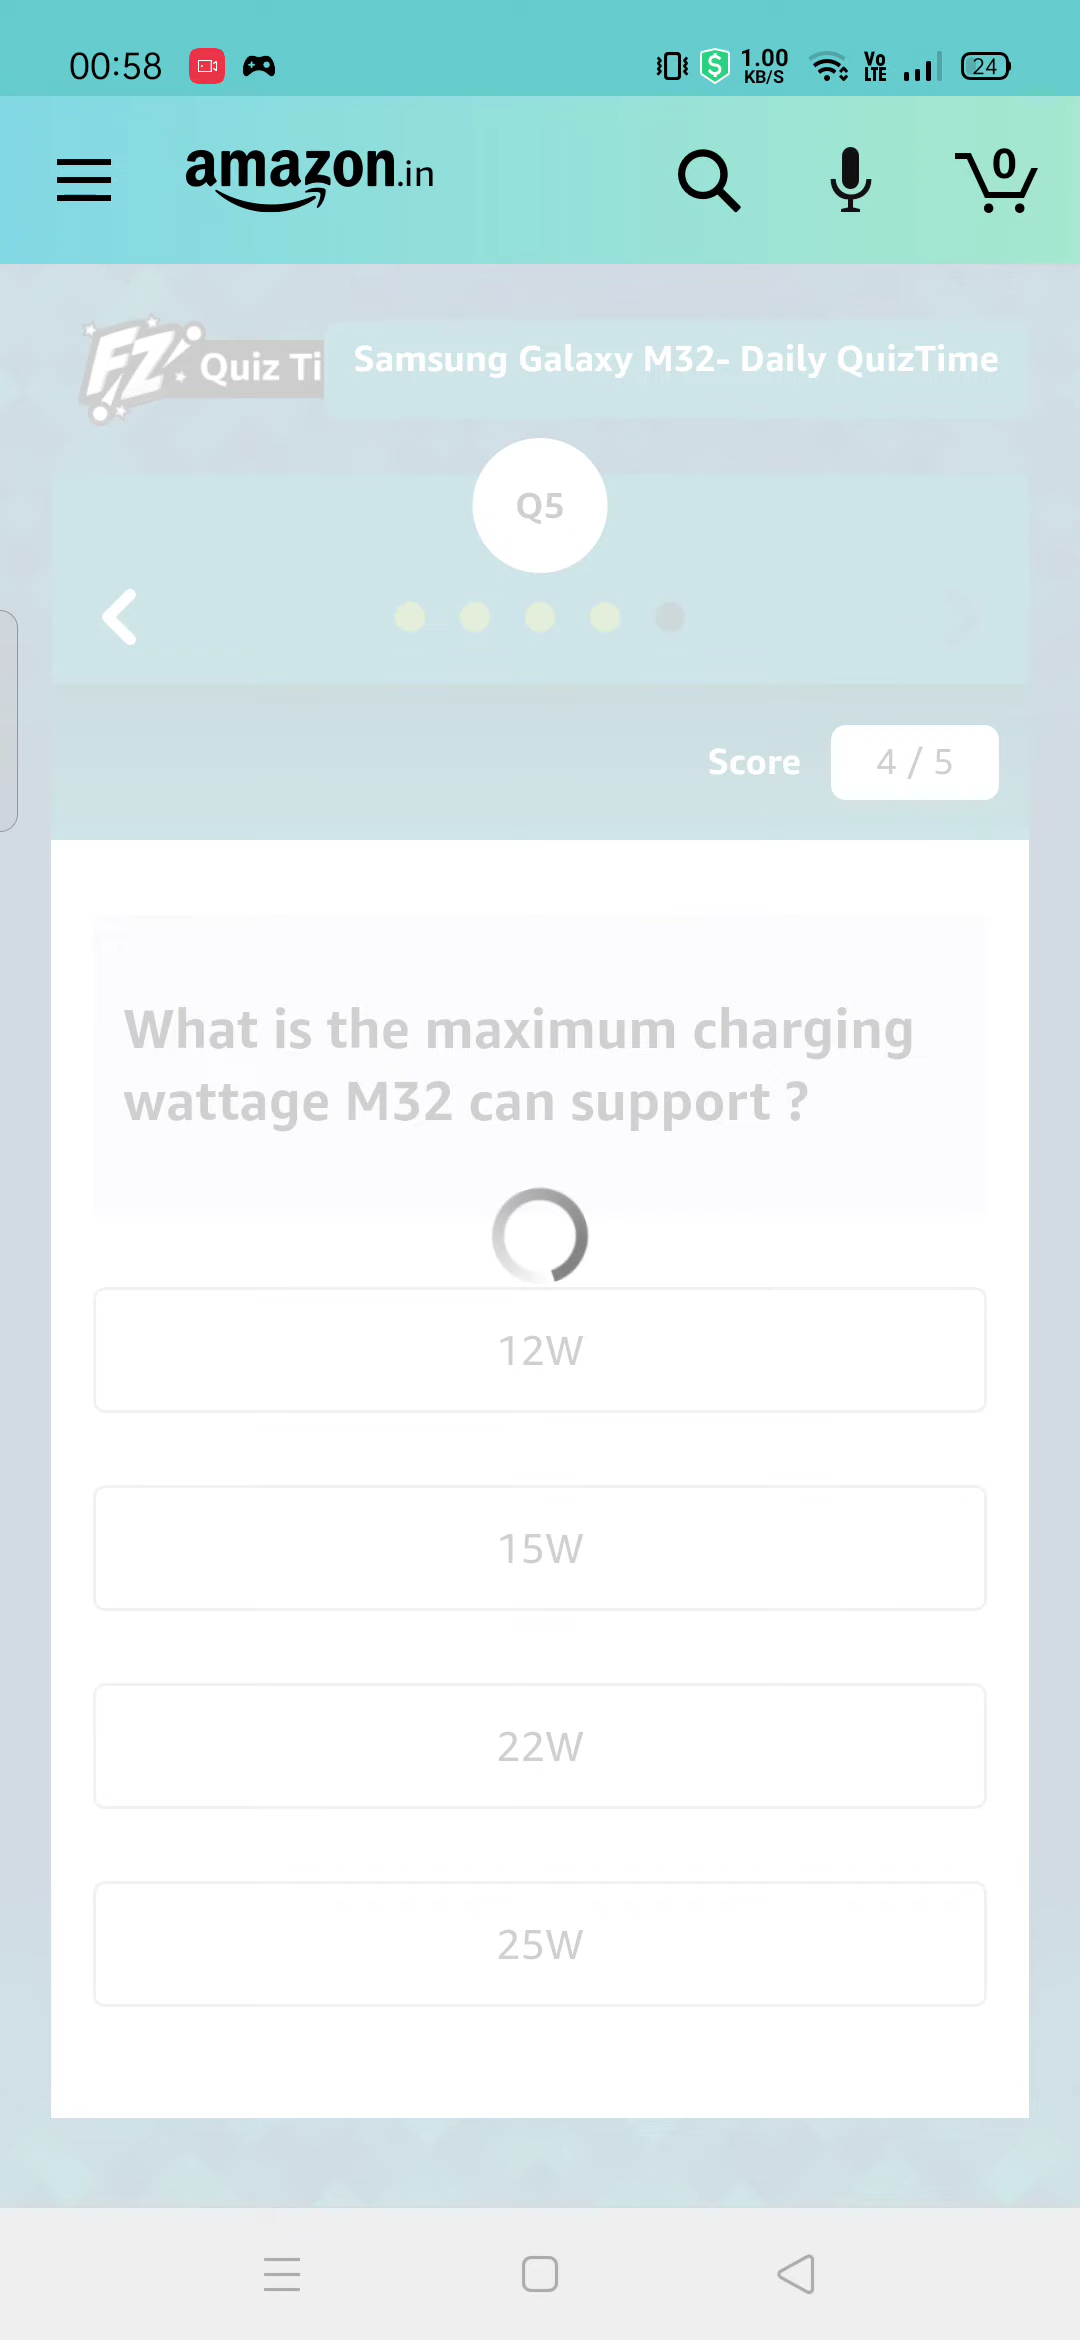 00:58
1.00
KB/S
Vo
LTE
24
amazon.in
0
FZ Quiz Ti
Samsung Galaxy M32- Daily QuizTime
Q5
Score 4 / 5
What is the maximum charging
wattage M32 can support ?
12W
15W
22W
25W